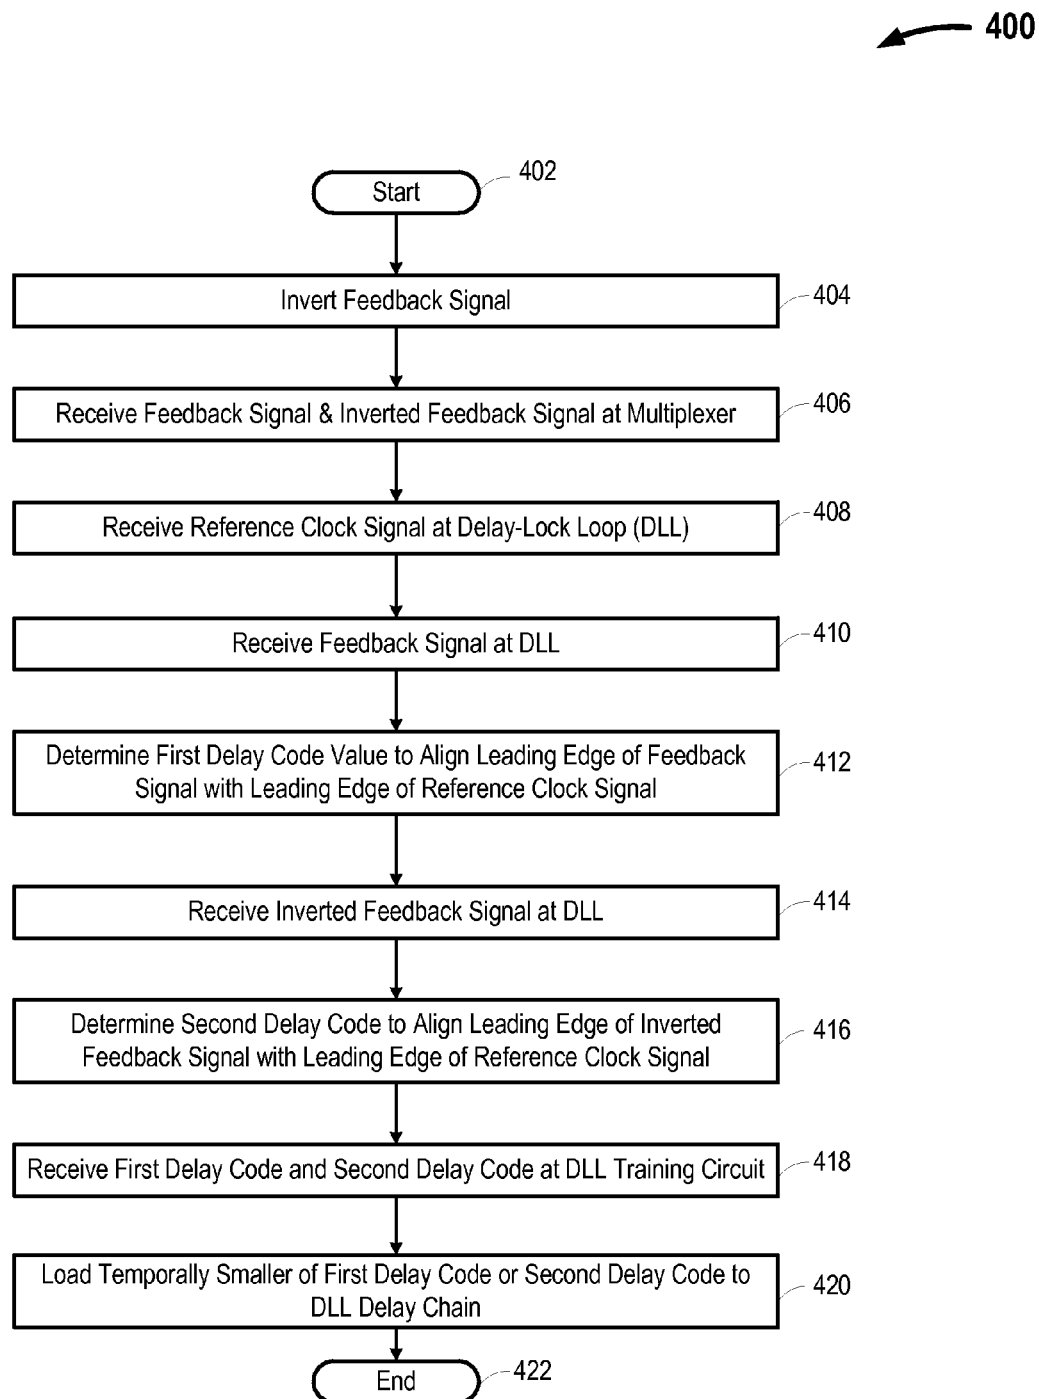 400
Start
402
Invert Feedback Signal
404
Receive Feedback Signal & Inverted Feedback Signal at Multiplexer
406
Receive Reference Clock Signal at Delay-Lock Loop (DLL)
408
Receive Feedback Signal at DLL
410
Determine First Delay Code Value to Align Leading Edge of Feedback
Signal with Leading Edge of Reference Clock Signal
412
Receive Inverted Feedback Signal at DLL
414
Determine Second Delay Code to Align Leading Edge of Inverted
Feedback Signal with Leading Edge of Reference Clock Signal
416
Receive First Delay Code and Second Delay Code at DLL Training Circuit
418
Load Temporally Smaller of First Delay Code or Second Delay Code to
DLL Delay Chain
420
End
422